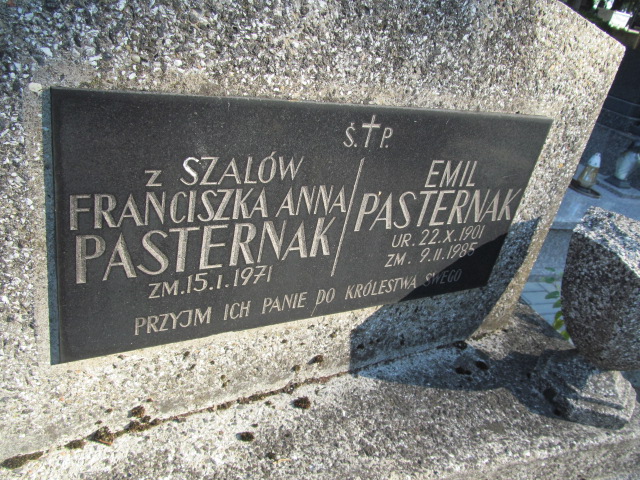 Ś.†P.
z SZALÓW
FRANCISZKA ANNA
PASTERNAK
ZM. 15.I.1971
EMIL
PASTERNAK
UR. 22.X.1901
ZM. 9.II.1985
PRZYJM ICH PANIE DO KRÓLESTWA SWEGO